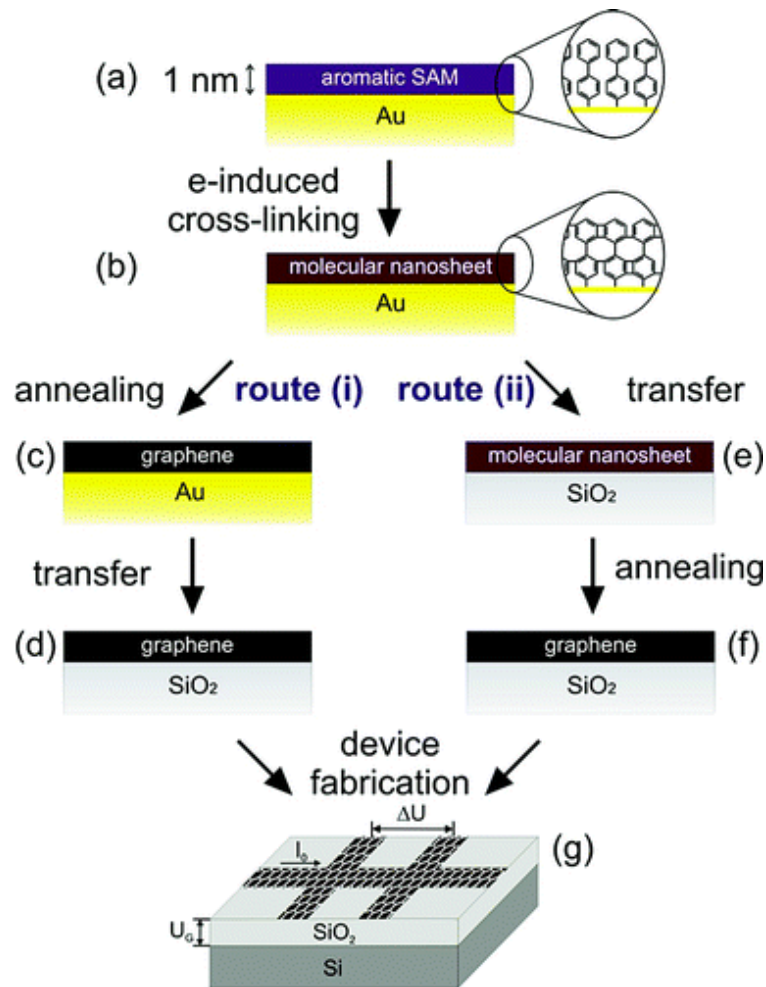 (a)
1 nm
aromatic SAM
Au
e-induced
cross-linking
(b)
molecular nanosheet
Au
annealing
route (i)
route (ii)
transfer
(c)
graphene
Au
molecular nanosheet
(e)
SiO₂
transfer
annealing
(d)
graphene
SiO₂
graphene
(f)
SiO₂
device
fabrication
ΔU
(g)
I₀
U_G
SiO₂
Si